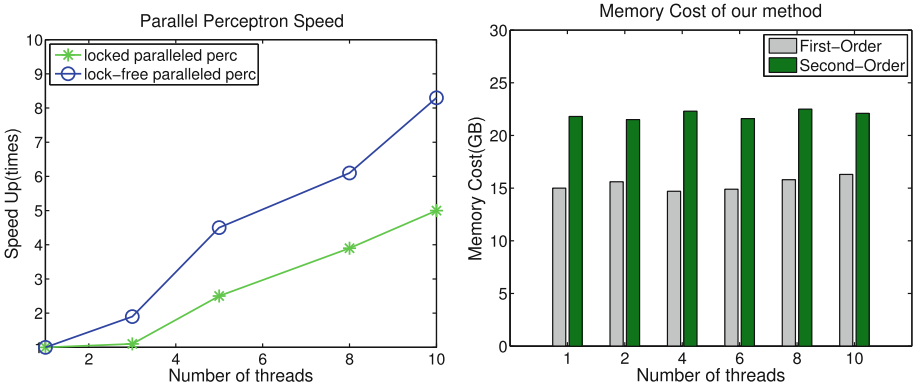 Parallel Perceptron Speed
10
9
8
7
6
5
4
3
2
1
Speed Up(times)
locked paralleled perc
lock-free paralleled perc
2 4 6 8 10
Number of threads
Memory Cost of our method
30
25
20
15
10
5
0
Memory Cost(GB)
First-Order
Second-Order
1 2 4 6 8 10
Number of threads